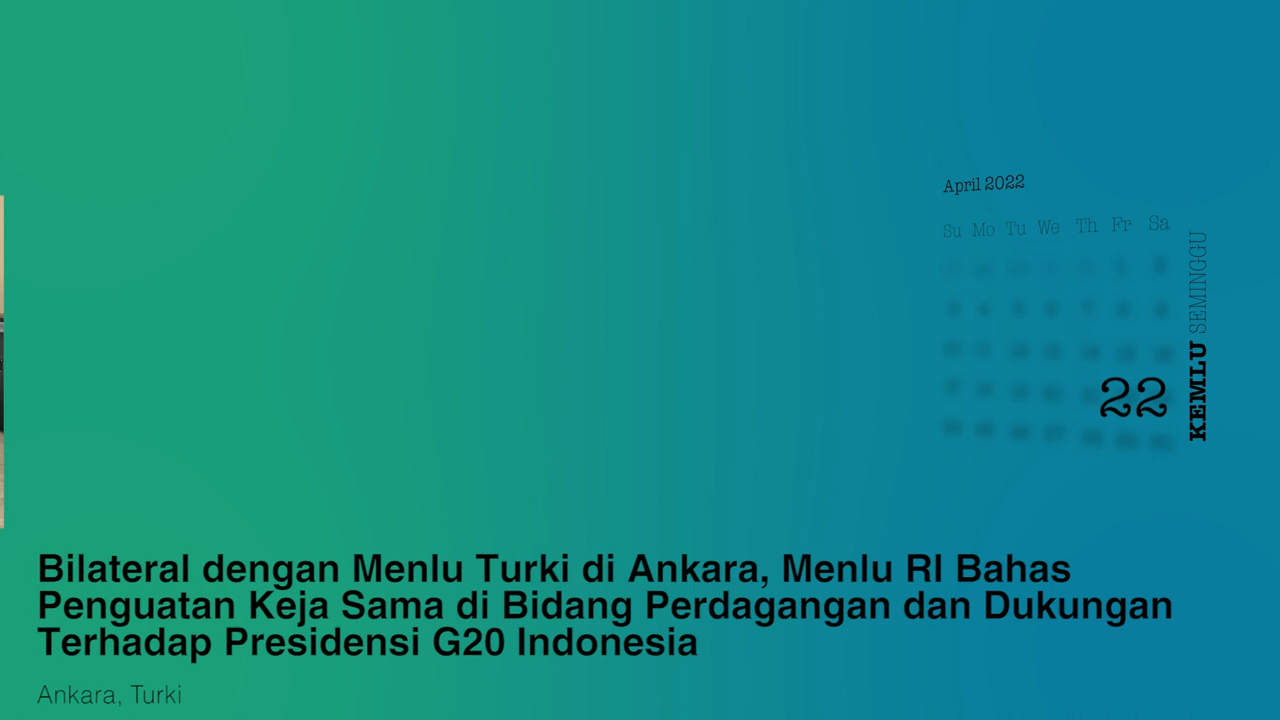 April 2022
Su Mo Tu We Th Fr Sa
22
KEMLU SEMINGGU
Bilateral dengan Menlu Turki di Ankara, Menlu RI Bahas
Penguatan Keja Sama di Bidang Perdagangan dan Dukungan
Terhadap Presidensi G20 Indonesia
Ankara, Turki